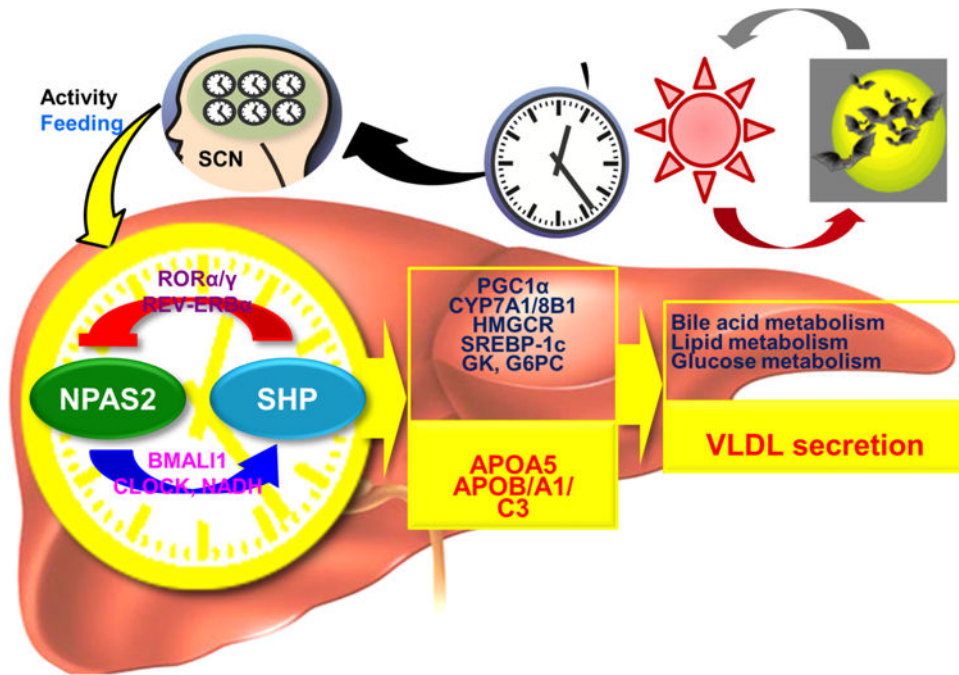 Activity
Feeding
SCN
RORα/γ
REV-ERBα
NPAS2
SHP
BMALI1
CLOCK, NADH
PGC1α
CYP7A1/8B1
HMGCR
SREBP-1c
GK, G6PC
APOA5
APOB/A1/
C3
Bile acid metabolism
Lipid metabolism
Glucose metabolism
VLDL secretion